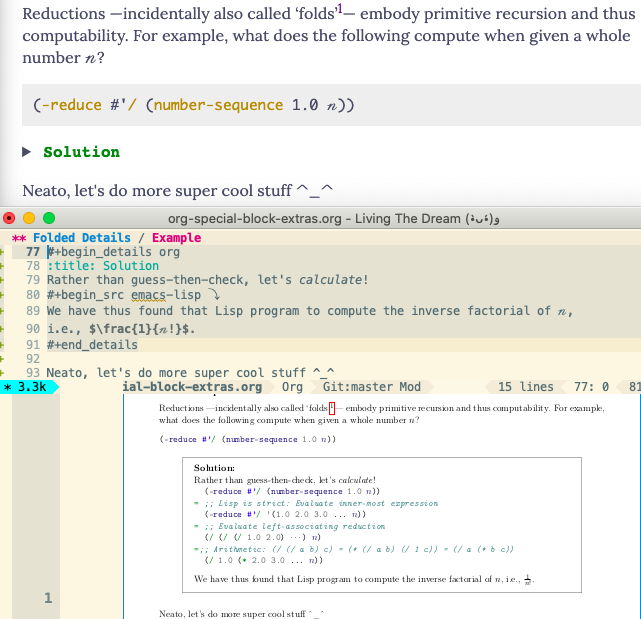 Reductions —incidentally also called ‘folds’1— embody primitive recursion and thus
computability. For example, what does the following compute when given a whole
number n?
(-reduce #'/ (number-sequence 1.0 n))
▶ Solution
Neato, let's do more super cool stuff ^_^
org-special-block-extras.org - Living The Dream (•̀ᴗ•́)و
** Folded Details / Example
77 #+begin_details org
78 :title: Solution
79 Rather than guess-then-check, let's calculate!
80 #+begin_src emacs-lisp ⤵
89 We have thus found that Lisp program to compute the inverse factorial of n,
90 i.e., $\frac{1}{n!}$.
91 #+end_details
92
93 Neato, let's do more super cool stuff ^_^
* 3.3k ial-block-extras.org Org Git:master Mod 15 lines 77: 0 81
Reductions —incidentally also called ‘folds’1— embody primitive recursion and thus computability. For example,
what does the following compute when given a whole number n?
(-reduce #'/ (number-sequence 1.0 n))
Solution:
Rather than guess-then-check, let's calculate!
(-reduce #'/ (number-sequence 1.0 n))
= ;; Lisp is strict: Evaluate inner-most expression
(-reduce #'/ '(1.0 2.0 3.0 ... n))
= ;; Evaluate left-associating reduction
(/ (/ (/ 1.0 2.0) ···) n)
=;; Arithmetic: (/ (/ a b) c) = (* (/ a b) (/ 1 c)) = (/ a (* b c))
(/ 1.0 (* 2.0 3.0 ... n))
We have thus found that Lisp program to compute the inverse factorial of n, i.e., 1/n!.
1
Neato, let's do more super cool stuff ^_^